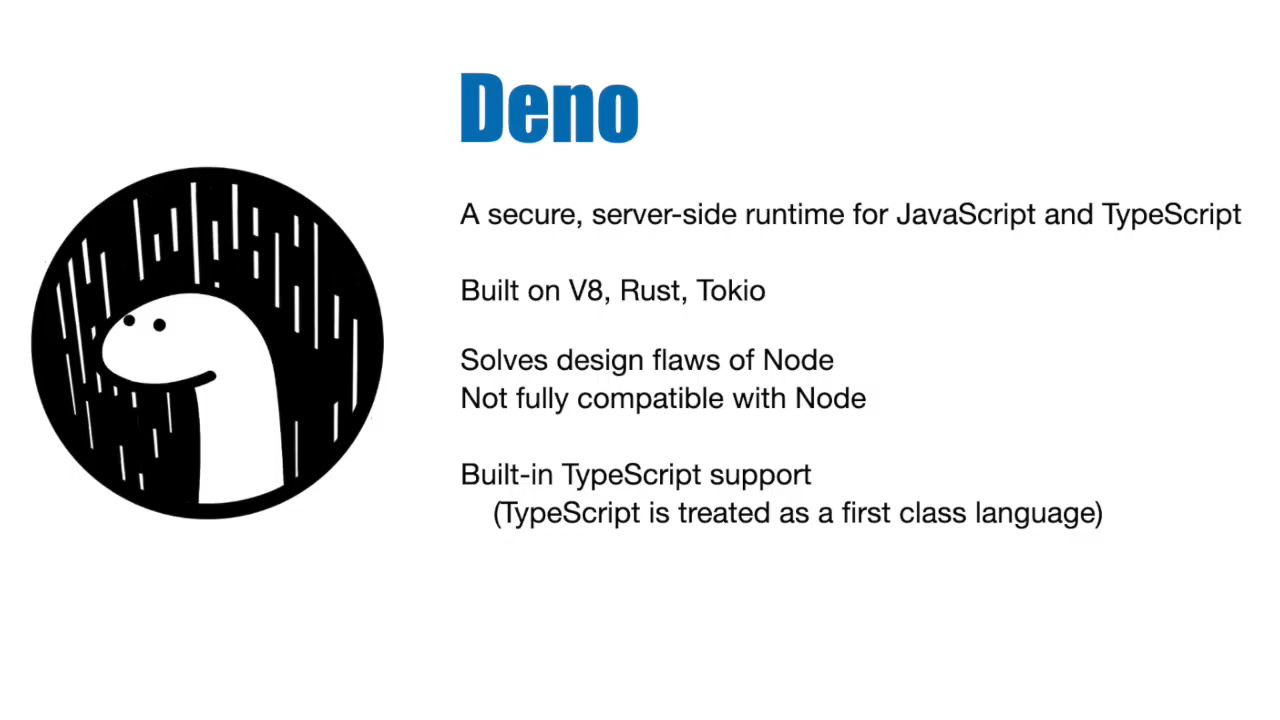 Deno
A secure, server-side runtime for JavaScript and TypeScript
Built on V8, Rust, Tokio
Solves design flaws of Node
Not fully compatible with Node
Built-in TypeScript support
(TypeScript is treated as a first class language)